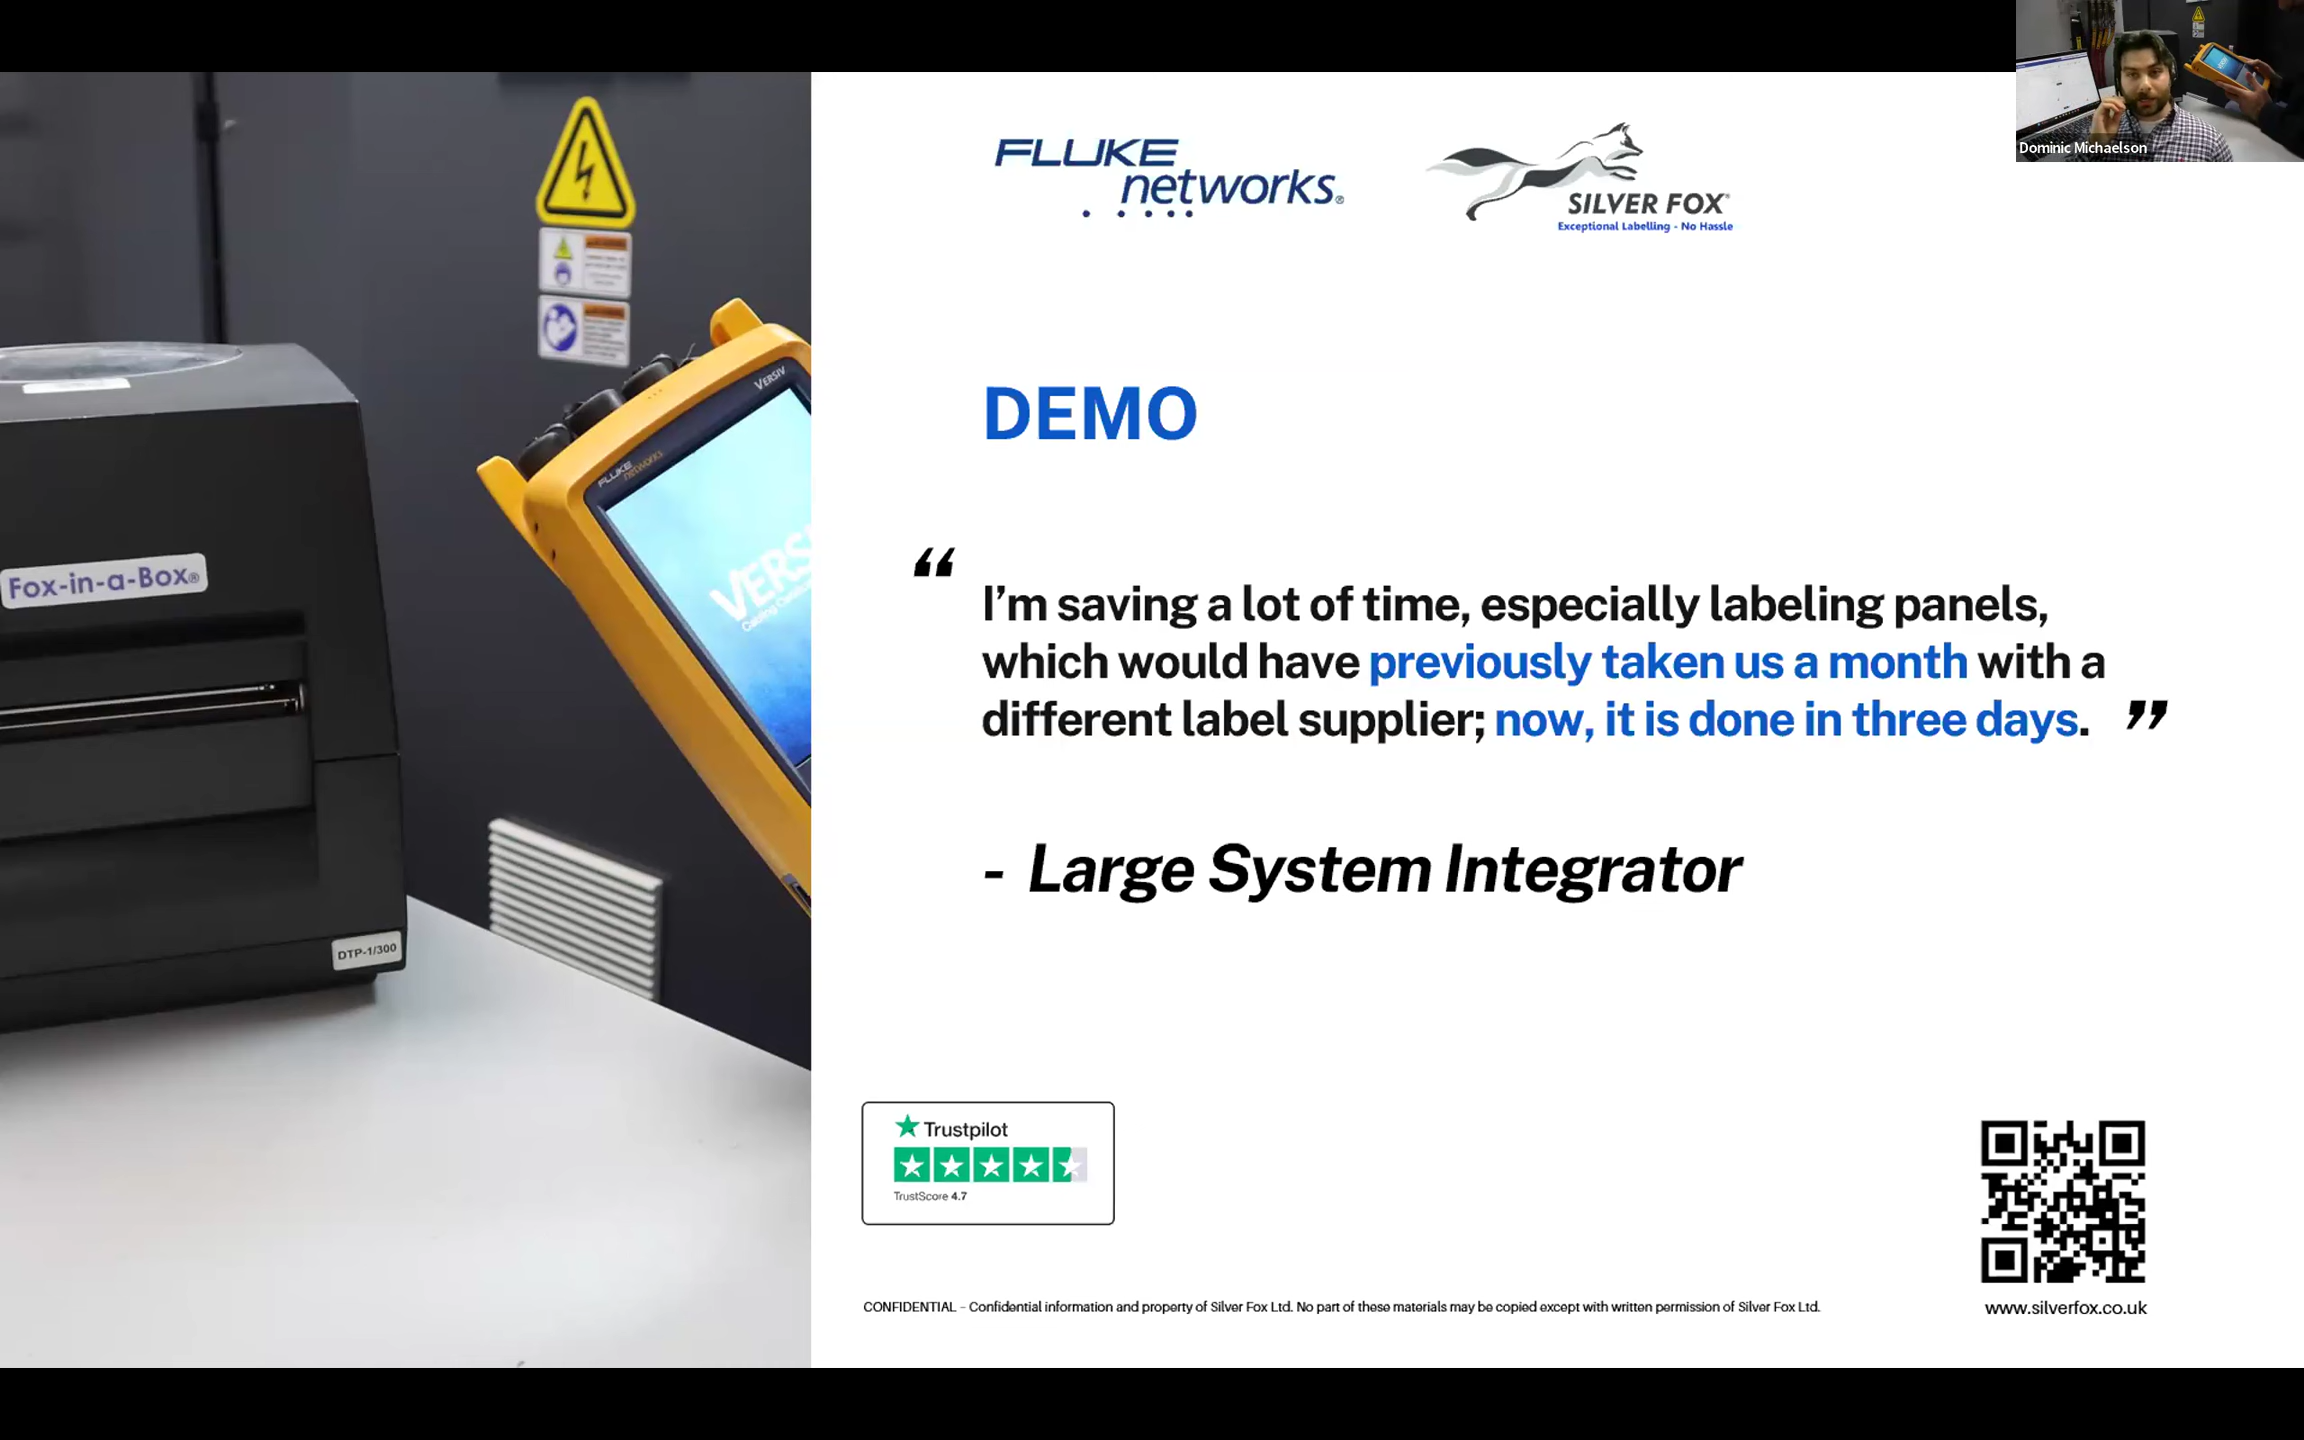 Dominic Michaelson
FLUKE
networks®
SILVER FOX®
Exceptional Labelling - No Hassle
DEMO
“
I’m saving a lot of time, especially labeling panels,
which would have previously taken us a month with a
different label supplier; now, it is done in three days.
”
- Large System Integrator
VERSIV
FLUKE
networks
VERSI
Fox-in-a-Box®
DTP-1/300
Trustpilot
TrustScore 4.7
CONFIDENTIAL – Confidential information and property of Silver Fox Ltd. No part of these materials may be copied except with written permission of Silver Fox Ltd.
www.silverfox.co.uk